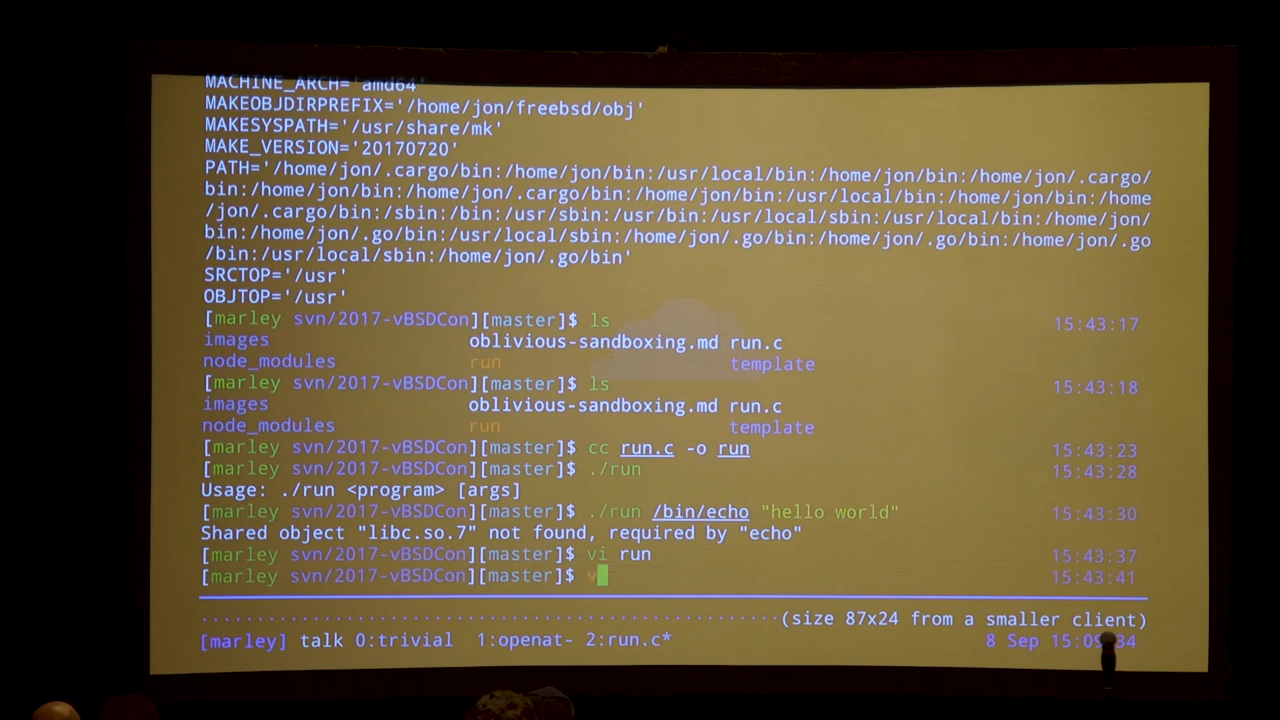 MACHINE_ARCH='amd64'
MAKEOBJDIRPREFIX='/home/jon/freebsd/obj'
MAKESYSPATH='/usr/share/mk'
MAKE_VERSION='20170720'
PATH='/home/jon/.cargo/bin:/home/jon/bin:/usr/local/bin:/home/jon/bin:/home/jon/.cargo/
bin:/home/jon/bin:/home/jon/.cargo/bin:/home/jon/bin:/usr/local/bin:/home/jon/bin:/home
/jon/.cargo/bin:/sbin:/bin:/usr/sbin:/usr/bin:/usr/local/sbin:/usr/local/bin:/home/jon/
bin:/home/jon/.go/bin:/usr/local/sbin:/home/jon/.go/bin:/home/jon/.go/bin:/home/jon/.go
/bin:/usr/local/sbin:/home/jon/.go/bin'
SRCTOP='/usr'
OBJTOP='/usr'
[marley svn/2017-vBSDCon][master]$ ls 15:43:17
images oblivious-sandboxing.md run.c
node_modules run template
[marley svn/2017-vBSDCon][master]$ ls 15:43:18
images oblivious-sandboxing.md run.c
node_modules run template
[marley svn/2017-vBSDCon][master]$ cc run.c -o run 15:43:23
[marley svn/2017-vBSDCon][master]$ ./run 15:43:28
Usage: ./run <program> [args]
[marley svn/2017-vBSDCon][master]$ ./run /bin/echo "hello world" 15:43:30
Shared object "libc.so.7" not found, required by "echo"
[marley svn/2017-vBSDCon][master]$ vi run 15:43:37
[marley svn/2017-vBSDCon][master]$ v 15:43:41
(size 87x24 from a smaller client)
[marley] talk 0:trivial 1:openat- 2:run.c* 8 Sep